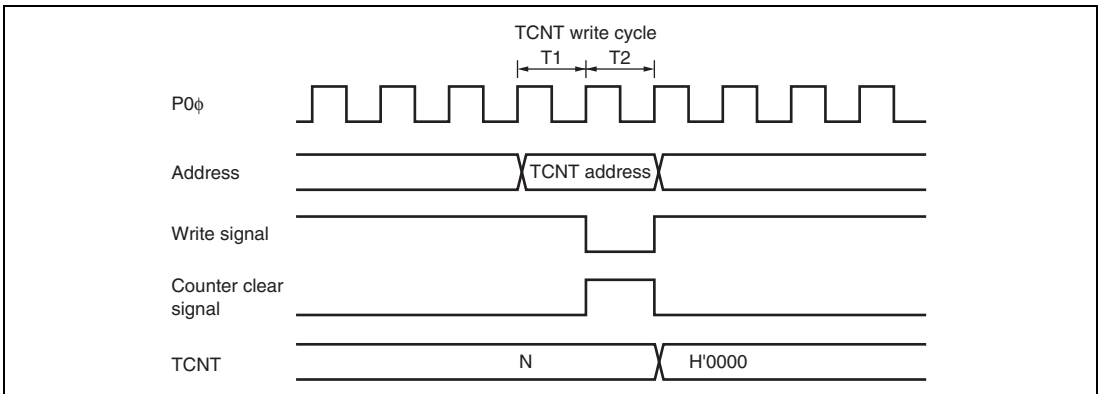 TCNT write cycle
T1 T2
P0ϕ
Address
TCNT address
Write signal
Counter clear
signal
TCNT
N
H'0000